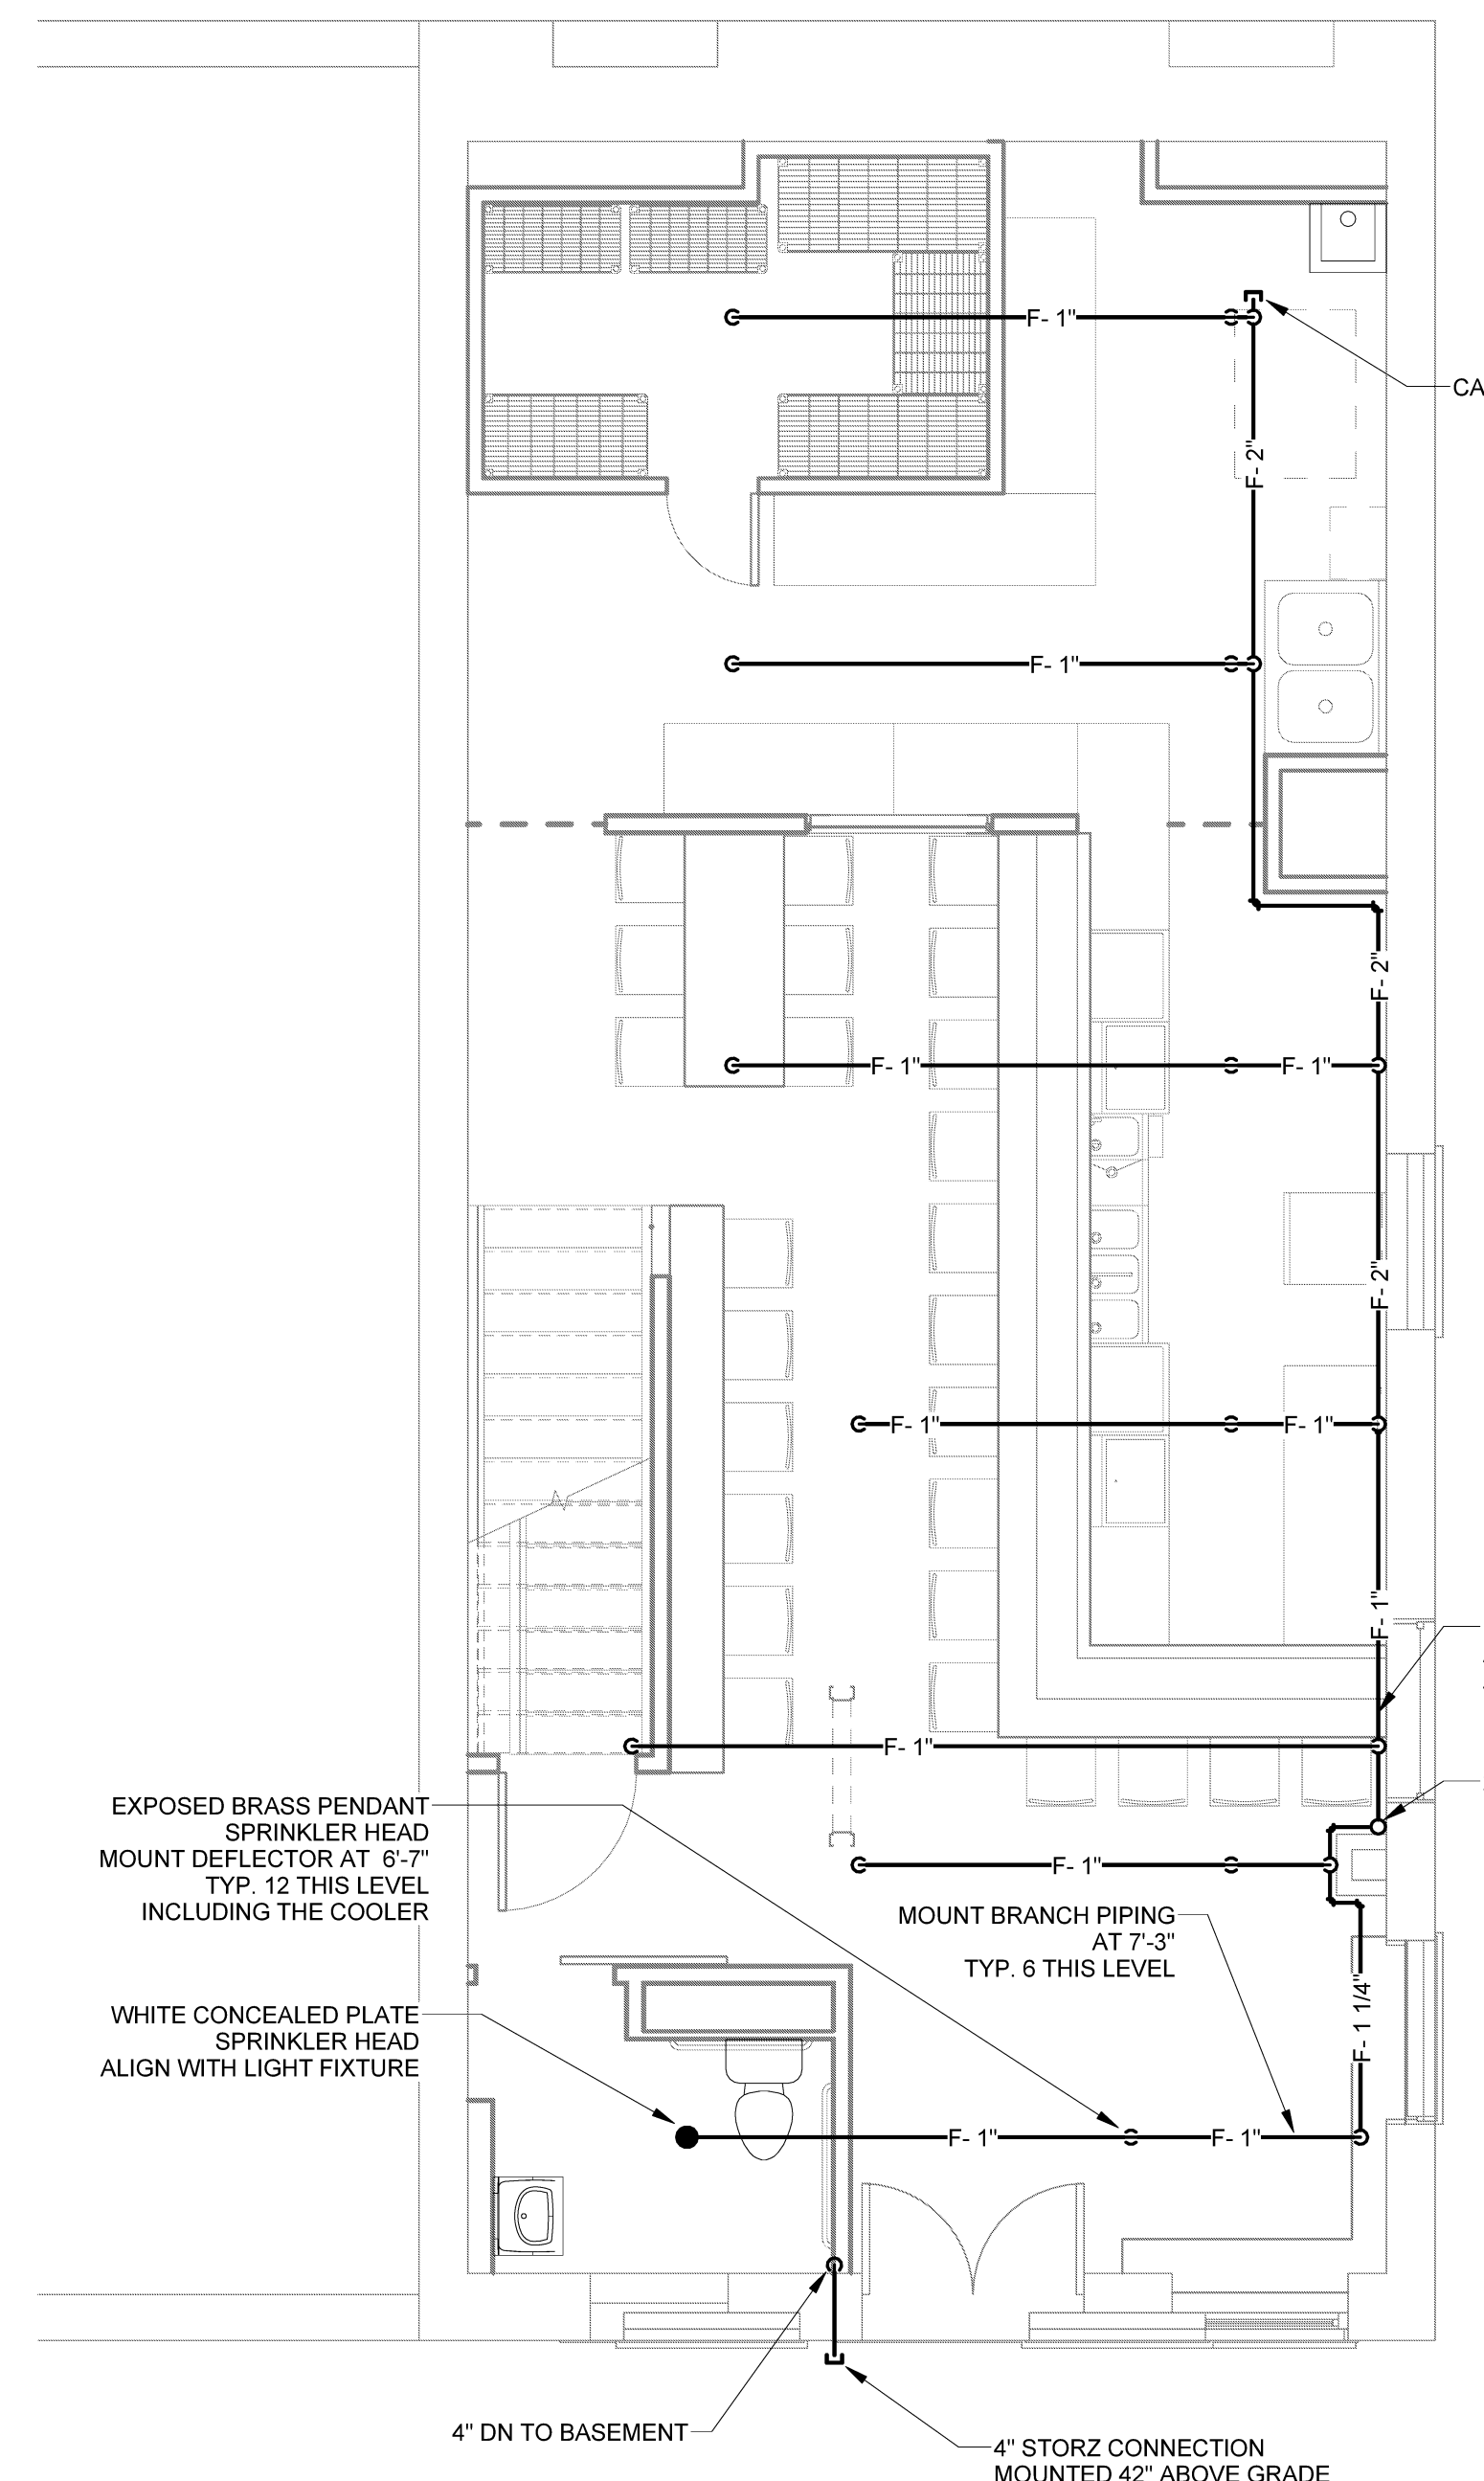 F- 1"
CA
F- 2"
F- 1"
F- 2"
F- 1"
F- 1"
F- 2"
F- 1"
F- 1"
F- 1"
F- 1"
EXPOSED BRASS PENDANT
SPRINKLER HEAD
MOUNT DEFLECTOR AT 6'-7"
TYP. 12 THIS LEVEL
INCLUDING THE COOLER
F- 1"
MOUNT BRANCH PIPING
AT 7'-3"
TYP. 6 THIS LEVEL
F- 1 1/4"
WHITE CONCEALED PLATE
SPRINKLER HEAD
ALIGN WITH LIGHT FIXTURE
F- 1"
F- 1"
4" DN TO BASEMENT
4" STORZ CONNECTION
MOUNTED 42" ABOVE GRADE